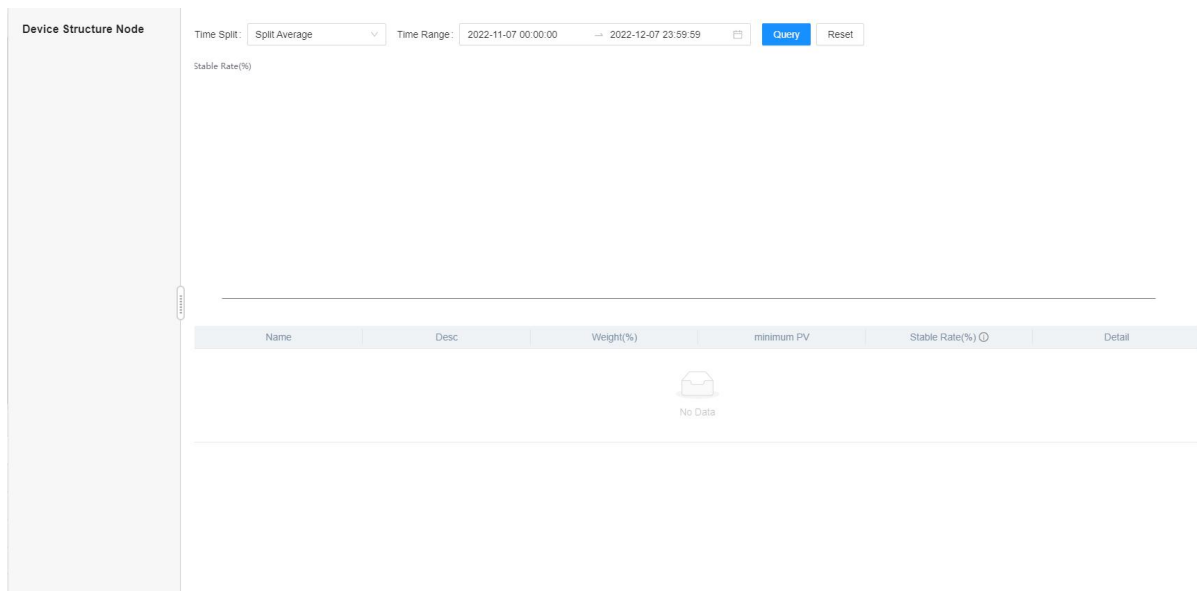 Device Structure Node
Time Split: Split Average Time Range: 2022-11-07 00:00:00 → 2022-12-07 23:59:59 Query Reset
Stable Rate(%)
Name Desc Weight(%) minimum PV Stable Rate(%) Detail
No Data